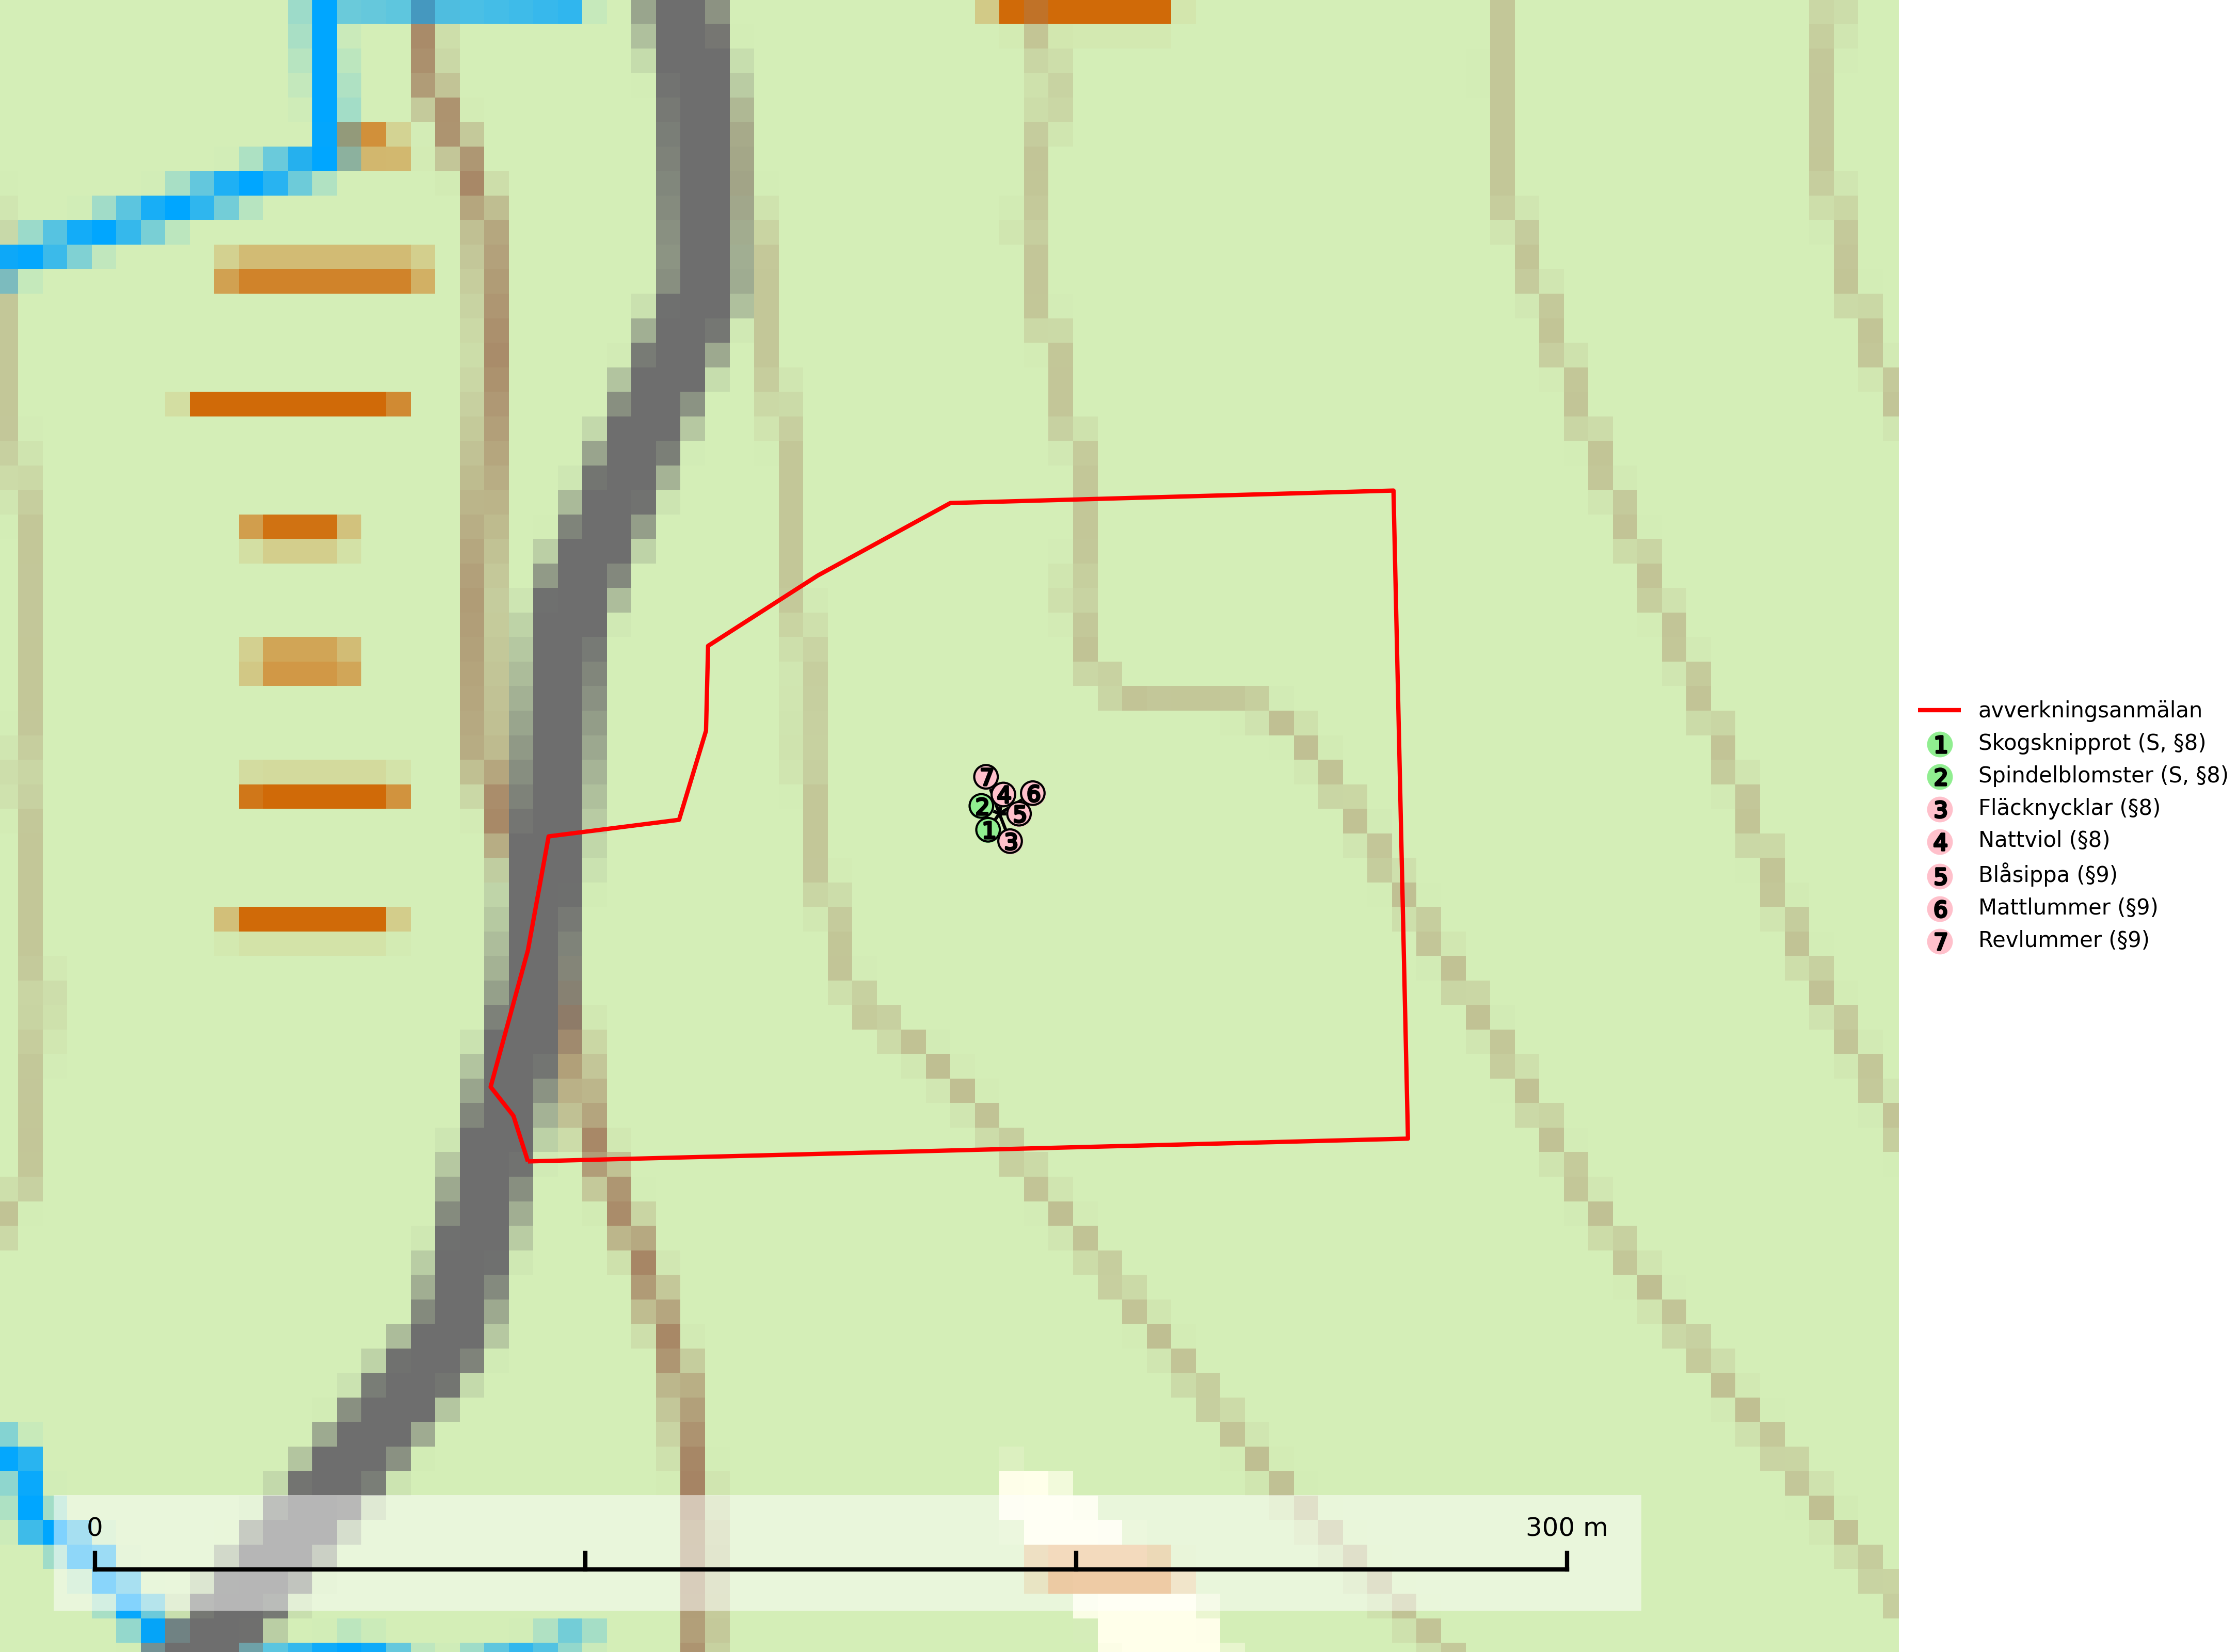 7
4
6
2
5
1
3
0
300 m
avverkningsanmälan
1 Skogsknipprot (S, §8)
2 Spindelblomster (S, §8)
3 Fläcknycklar (§8)
4 Nattviol (§8)
5 Blåsippa (§9)
6 Mattlummer (§9)
7 Revlummer (§9)